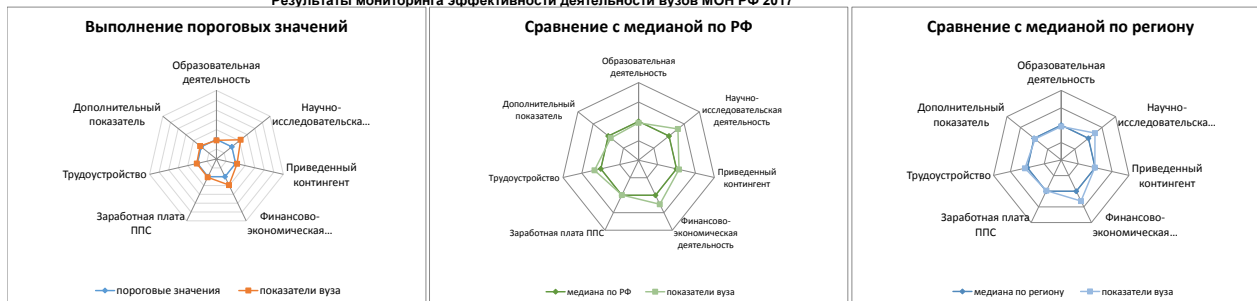 Результаты мониторинга эффективности деятельности вузов МОН РФ 2017
Выполнение пороговых значений
Образовательная
деятельность
Дополнительный
показатель
Научно-
исследовательска...
Трудоустройство
Приведенный
контингент
Заработная плата
ППС
Финансово-
экономическая...
пороговые значения
показатели вуза
Сравнение с медианой по РФ
Образовательная
деятельность
Дополнительный
показатель
Научно-
исследовательская
деятельность
Трудоустройство
Приведенный
контингент
Заработная плата ППС
Финансово-
экономическая
деятельность
медиана по РФ
показатели вуза
Сравнение с медианой по региону
Образовательная
деятельность
Дополнительный
показатель
Научно-
исследовательска...
Трудоустройство
Приведенный
контингент
Заработная плата
ППС
Финансово-
экономическая...
медиана по региону
показатели вуза